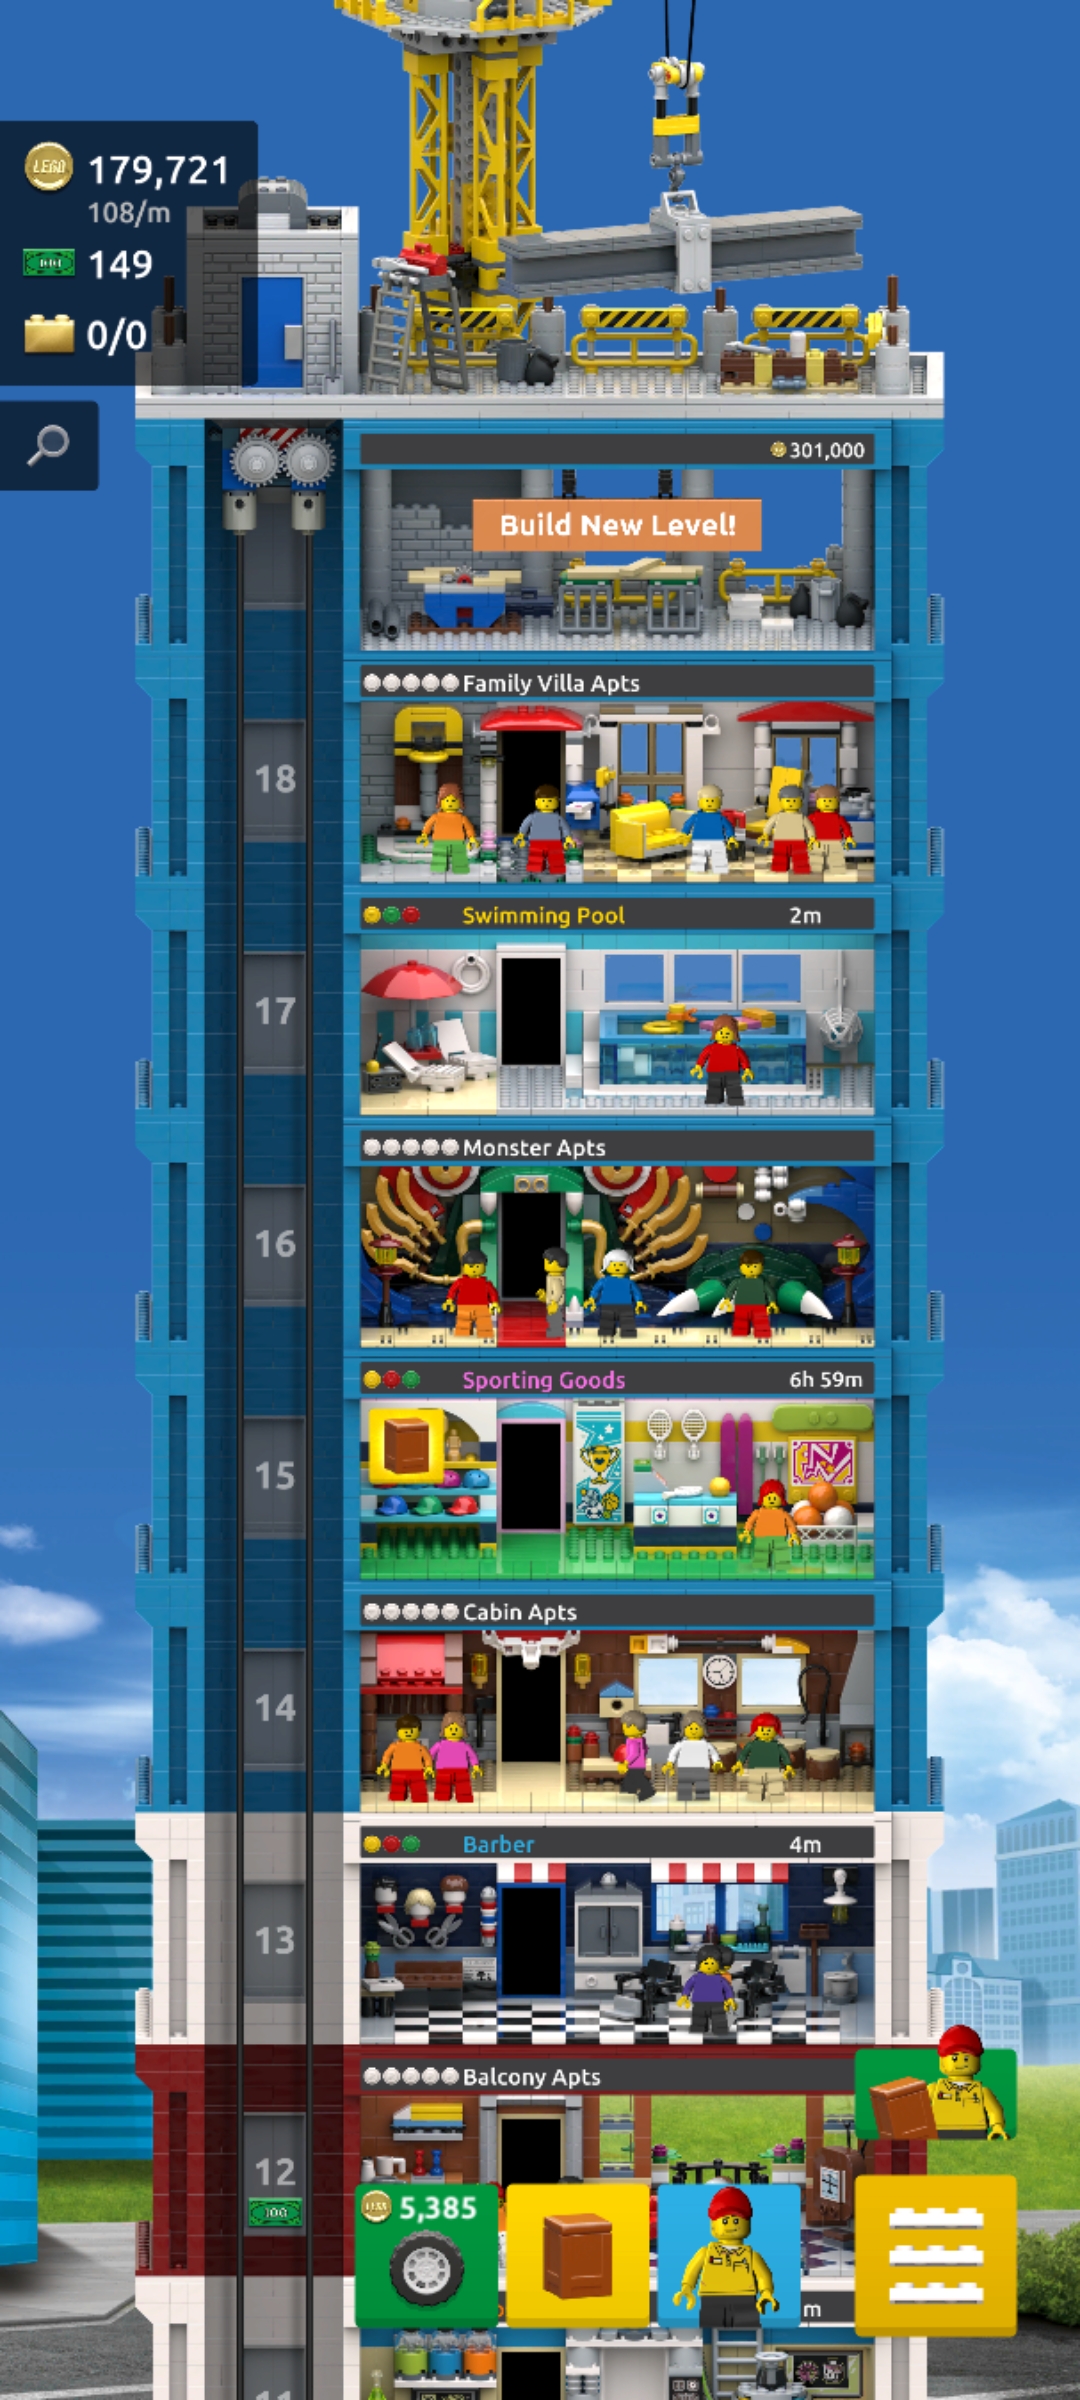 LEGO 179,721
108/m
149
0/0
301,000
Build New Level!
Family Villa Apts
18
Swimming Pool 2m
17
Monster Apts
16
Sporting Goods 6h 59m
15
Cabin Apts
14
Barber 4m
13
Balcony Apts
12
100
5,385
m